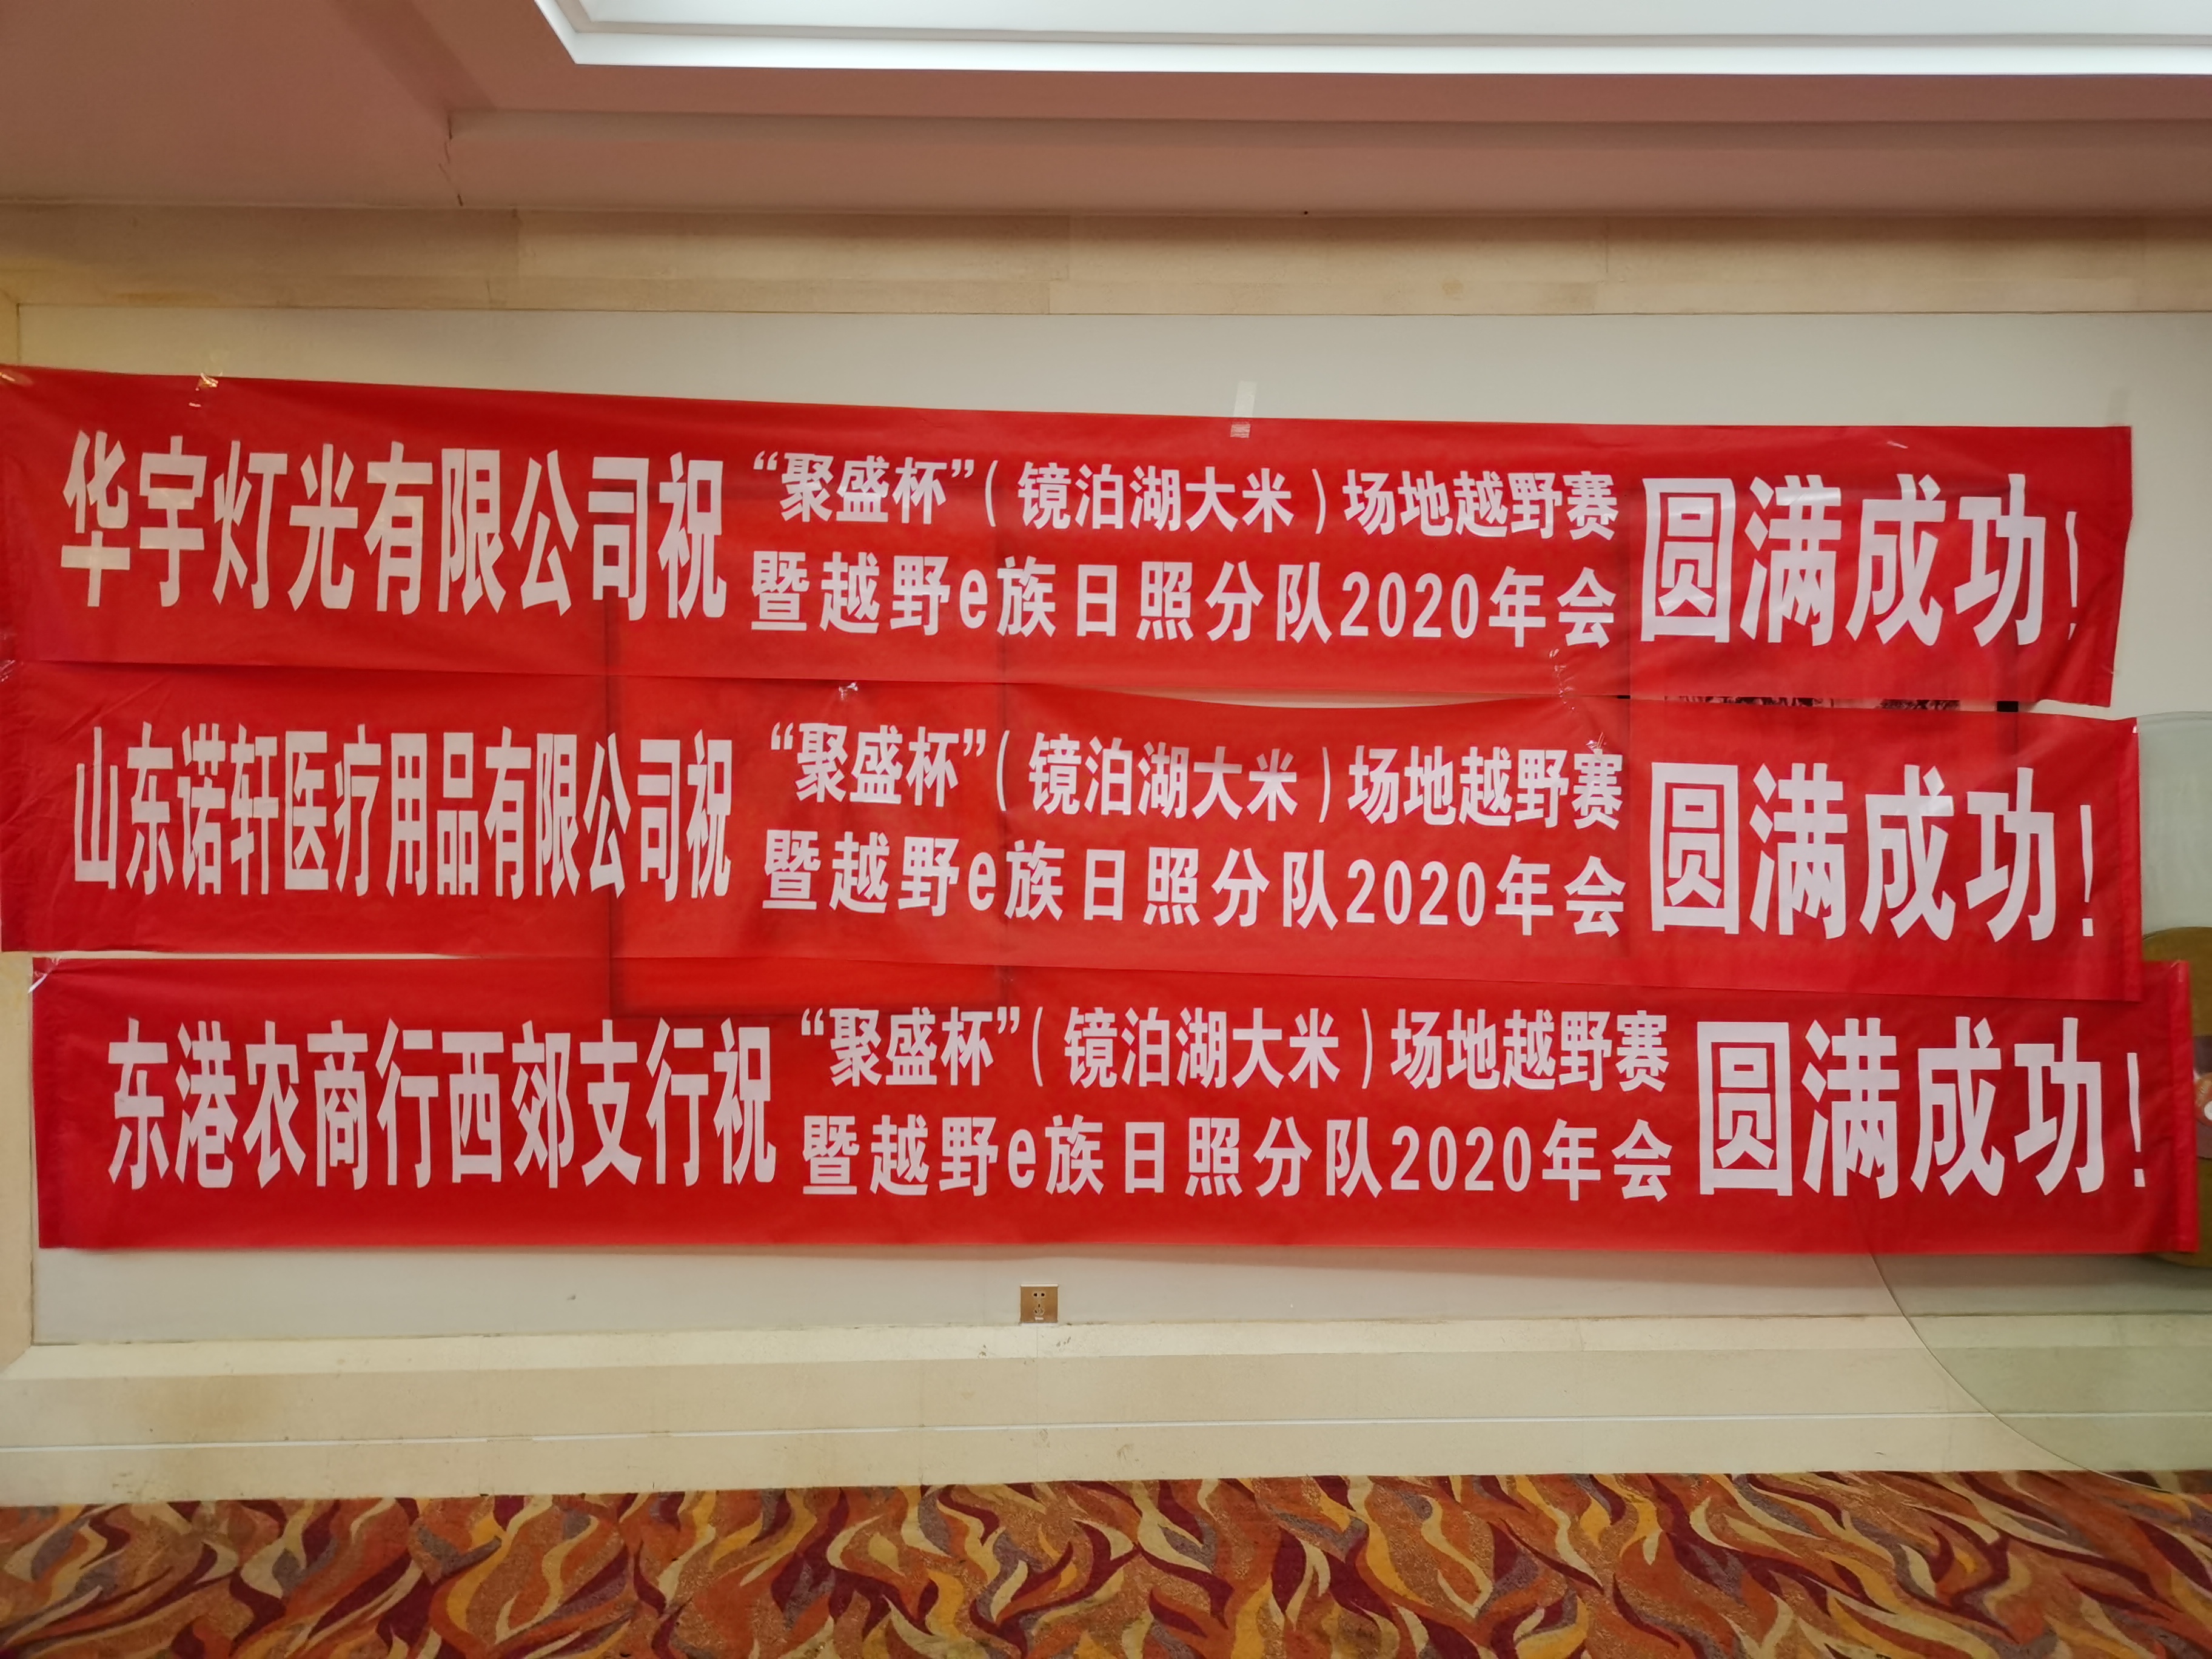 华宇灯光有限公司祝
“聚盛杯”(镜泊湖大米)场地越野赛
暨越野e族日照分队2020年会
圆满成功!
山东诺轩医疗用品有限公司祝
“聚盛杯”(镜泊湖大米)场地越野赛
暨越野e族日照分队2020年会
圆满成功!
东港农商行西郊支行祝
“聚盛杯”(镜泊湖大米)场地越野赛
暨越野e族日照分队2020年会
圆满成功!